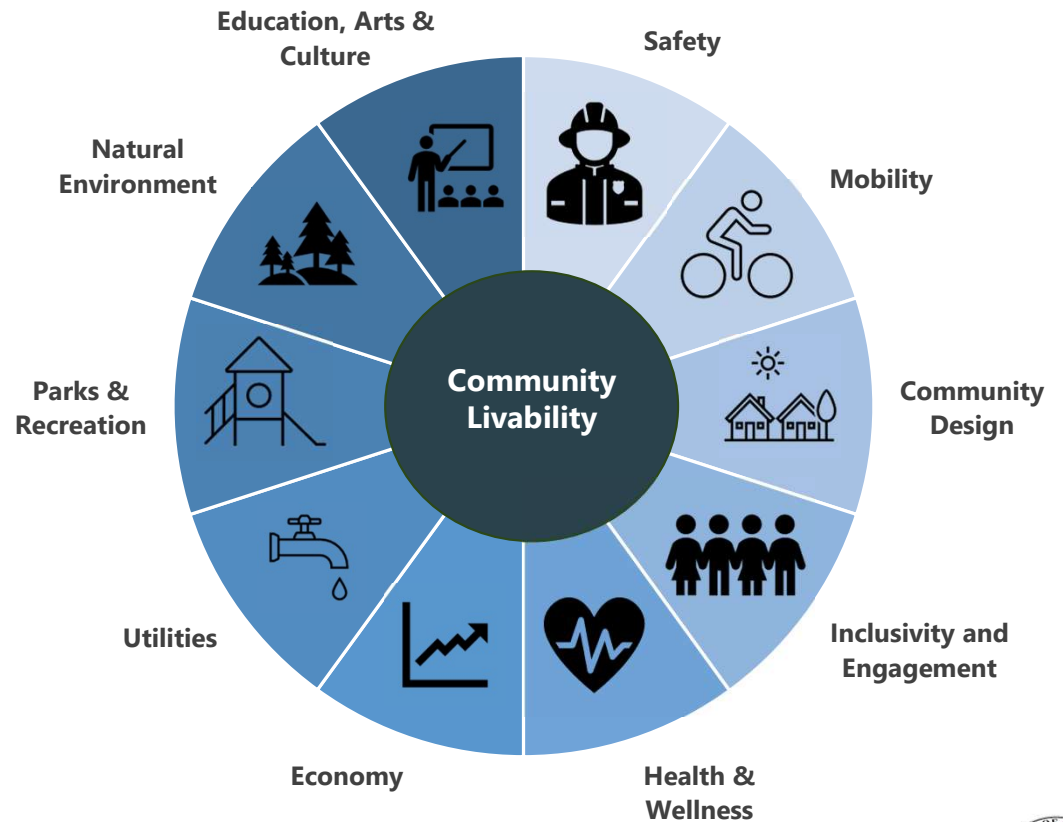 Education, Arts &
Culture
Safety
Natural
Environment
Mobility
Parks &
Recreation
Community
Livability
Community
Design
Utilities
Inclusivity and
Engagement
Economy
Health &
Wellness